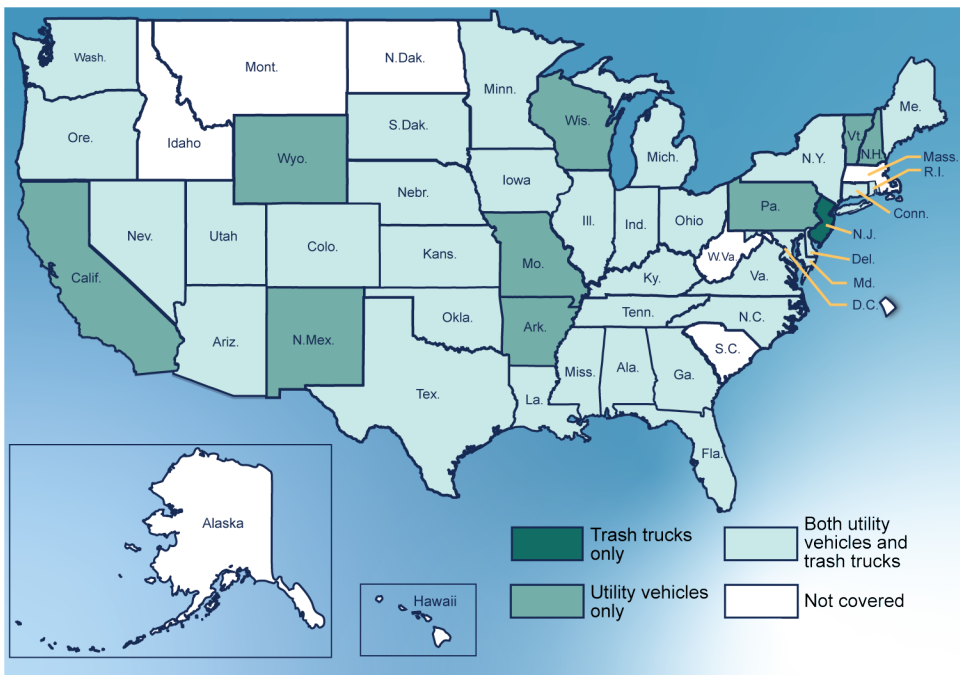 Wash.
Mont.
N.Dak.
Minn.
Me.
Ore.
Idaho
S.Dak.
Wis.
Vt.
N.H.
Mass.
R.I.
Wyo.
Mich.
N.Y.
Nebr.
Iowa
Pa.
Conn.
Nev.
Utah
Colo.
Ill.
Ind.
Ohio
N.J.
Calif.
Kans.
Mo.
W.Va.
Del.
Ky.
Va.
Md.
D.C.
Ariz.
N.Mex.
Okla.
Ark.
Tenn.
N.C.
Tex.
La.
Miss.
Ala.
Ga.
S.C.
Fla.
Alaska
Hawaii
Trash trucks
only
Both utility
vehicles and
trash trucks
Utility vehicles
only
Not covered